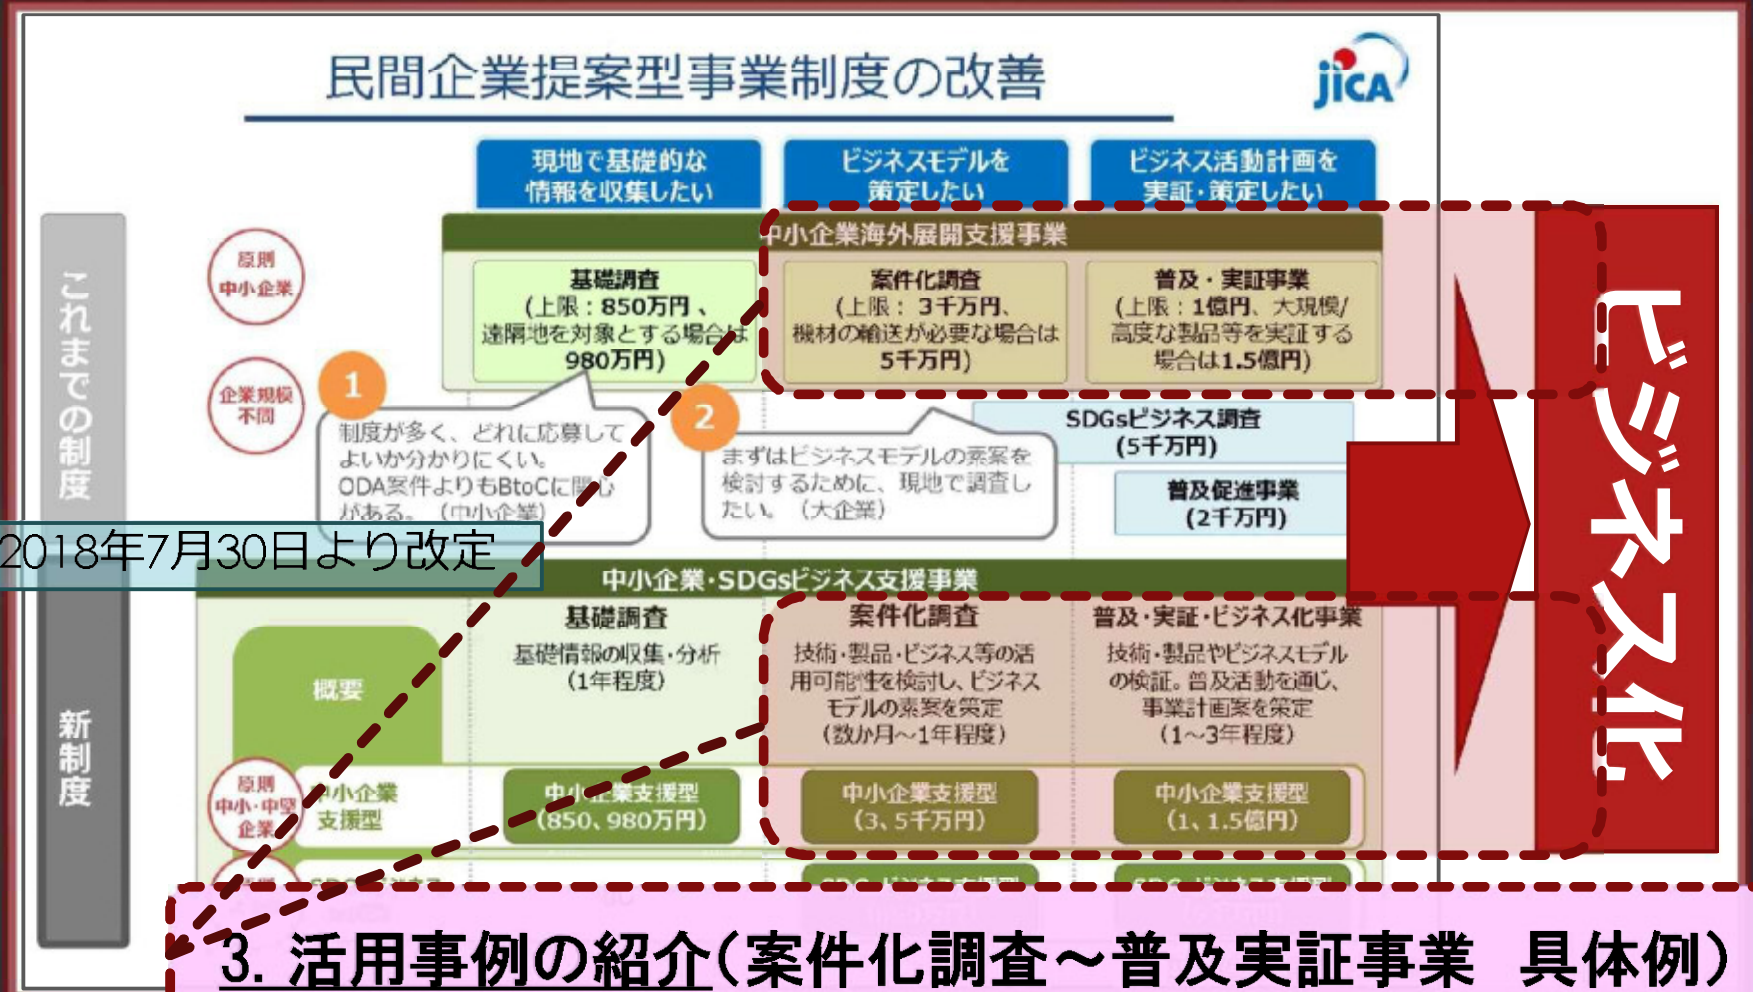 民間企業提案型事業制度の改善
jiCA
現地で基礎的な
情報を収集したい
ビジネスモデルを
策定したい
ビジネス活動計画を
実証・策定したい
これまでの制度
原則
中小企業
企業規模
不問
中小企業海外展開支援事業
基礎調査
(上限：850万円、
遠隔地を対象とする場合は
980万円)
案件化調査
(上限： 3千万円、
機材の輸送が必要な場合は
5千万円)
普及・実証事業
(上限：1億円、大規模/
高度な製品等を実証する
場合は1.5億円)
1
制度が多く、どれに応募して
よいか分かりにくい。
ODA案件よりもBtoCに関心
がある。（中小企業）
2
まずはビジネスモデルの素案を
検討するために、現地で調査し
たい。（大企業）
SDGsビジネス調査
(5千万円)
普及促進事業
(2千万円)
ビジネス化
2018年7月30日より改定
新制度
中小企業・SDGsビジネス支援事業
概要
基礎調査
基礎情報の収集・分析
(1年程度)
案件化調査
技術・製品・ビジネス等の活
用可能性を検討し、ビジネス
モデルの素案を策定
(数か月～1年程度)
普及・実証・ビジネス化事業
技術・製品やビジネスモデル
の検証。普及活動を通じ、
事業計画案を策定
(1～3年程度)
原則
中小・中堅
企業
中小企業
支援型
中小企業支援型
(850、980万円)
中小企業支援型
(3、5千万円)
中小企業支援型
(1、1.5億円)
3. 活用事例の紹介(案件化調査～普及実証事業　具体例)